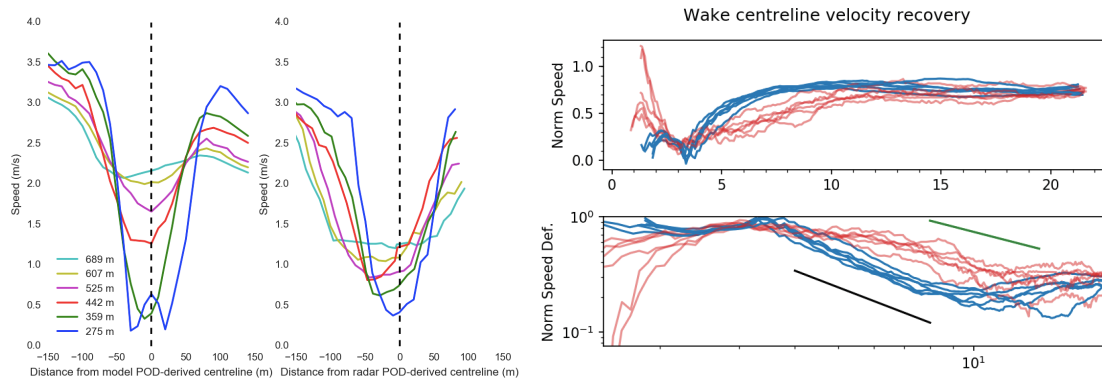 4.0
3.5
3.0
2.5
2.0
1.5
1.0
0.5
0.0
Speed (m/s)
689 m
607 m
525 m
442 m
359 m
275 m
−150 −100 −50 0 50 100 150
Distance from model POD-derived centreline (m)
4.0
3.5
3.0
2.5
2.0
1.5
1.0
0.5
0.0
Speed (m/s)
−150 −100 −50 0 50 100 150
Distance from radar POD-derived centreline (m)
Wake centreline velocity recovery
Norm Speed
1.0
0.5
0.0
0 5 10 15 20
Norm Speed Def.
10⁰
10⁻¹
10¹